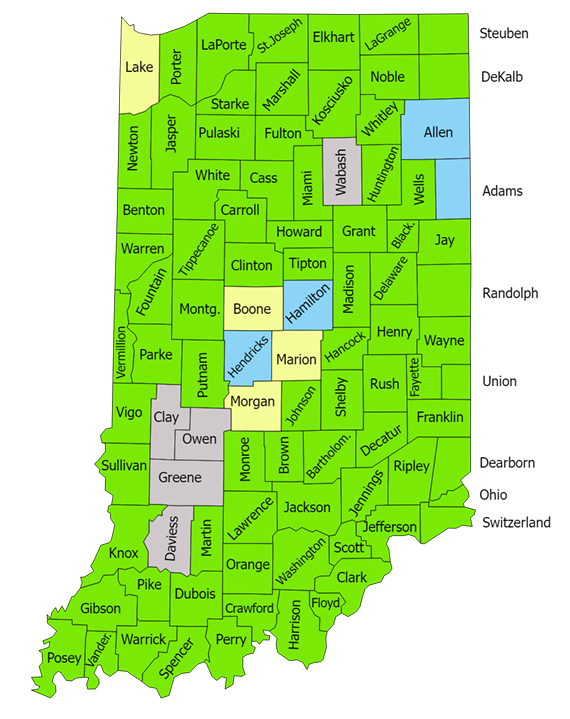 Steuben
LaGrange
Elkhart
St.Joseph
LaPorte
Porter
Lake
DeKalb
Noble
Kosciusko
Marshall
Starke
Whitley
Allen
Newton
Jasper
Pulaski
Fulton
Wabash
Huntington
Wells
Adams
White
Cass
Miami
Benton
Carroll
Howard
Grant
Black.
Jay
Tippecanoe
Warren
Clinton
Tipton
Madison
Delaware
Randolph
Fountain
Montg.
Boone
Hamilton
Vermillion
Parke
Putnam
Hendricks
Marion
Hancock
Henry
Wayne
Union
Fayette
Rush
Shelby
Johnson
Morgan
Vigo
Clay
Owen
Franklin
Decatur
Bartholom.
Brown
Monroe
Sullivan
Greene
Ripley
Dearborn
Ohio
Switzerland
Jennings
Jackson
Lawrence
Jefferson
Knox
Daviess
Martin
Orange
Washington
Scott
Clark
Pike
Dubois
Gibson
Crawford
Floyd
Harrison
Perry
Posey
Vander.
Warrick
Spencer